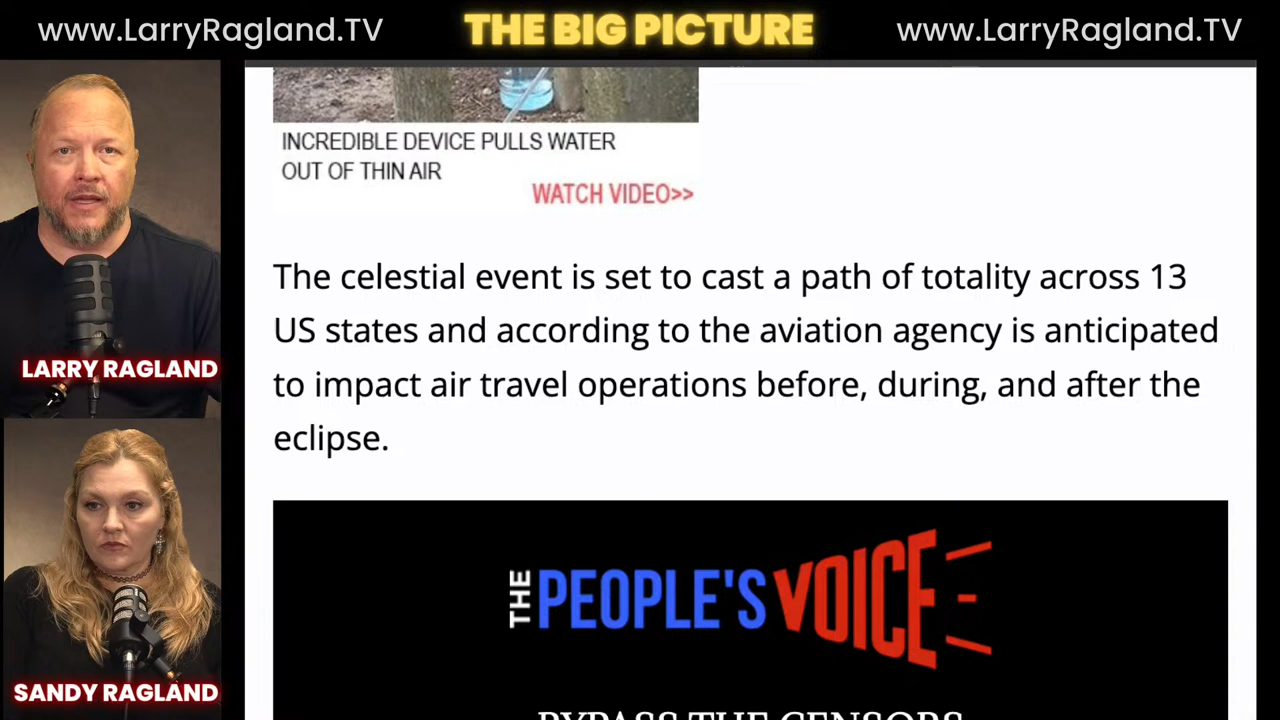 www.LarryRagland.TV
THE BIG PICTURE
www.LarryRagland.TV
INCREDIBLE DEVICE PULLS WATER
OUT OF THIN AIR
WATCH VIDEO>>
The celestial event is set to cast a path of totality across 13
US states and according to the aviation agency is anticipated
to impact air travel operations before, during, and after the
eclipse.
LARRY RAGLAND
THE PEOPLE'S VOICE
SANDY RAGLAND
BYPASS THE CENSORS